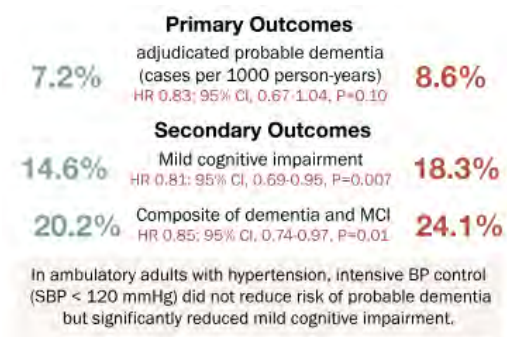 Primary Outcomes
7.2%
adjudicated probable dementia
(cases per 1000 person-years)
HR 0.83; 95% CI, 0.67-1.04, P=0.10
8.6%
Secondary Outcomes
14.6%
Mild cognitive impairment
HR 0.81; 95% CI, 0.69-0.95, P=0.007
18.3%
20.2%
Composite of dementia and MCI
HR 0.85; 95% CI, 0.74-0.97, P=0.01
24.1%
In ambulatory adults with hypertension, intensive BP control
(SBP < 120 mmHg) did not reduce risk of probable dementia
but significantly reduced mild cognitive impairment.